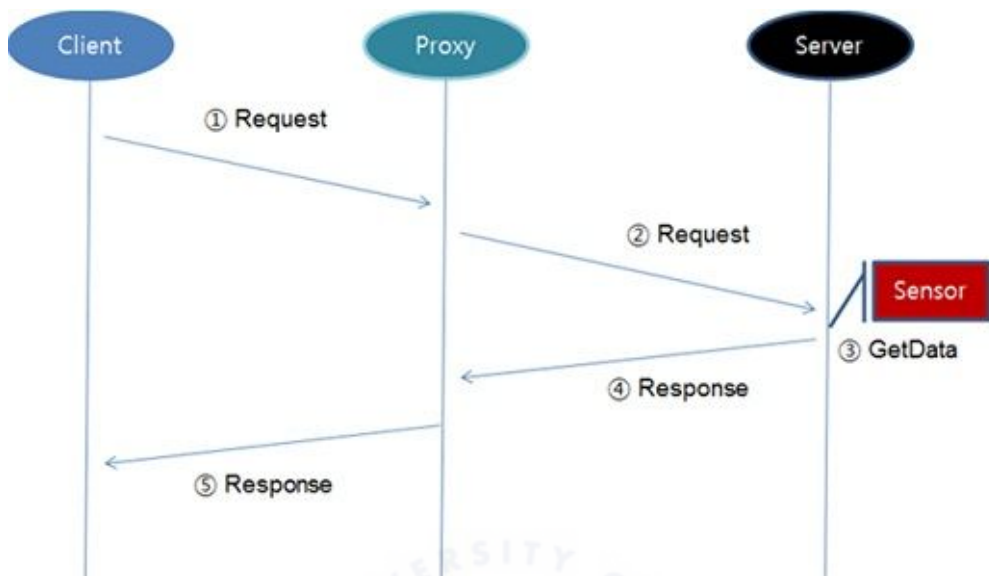 Client
Proxy
Server
① Request
② Request
Sensor
③ GetData
④ Response
⑤ Response